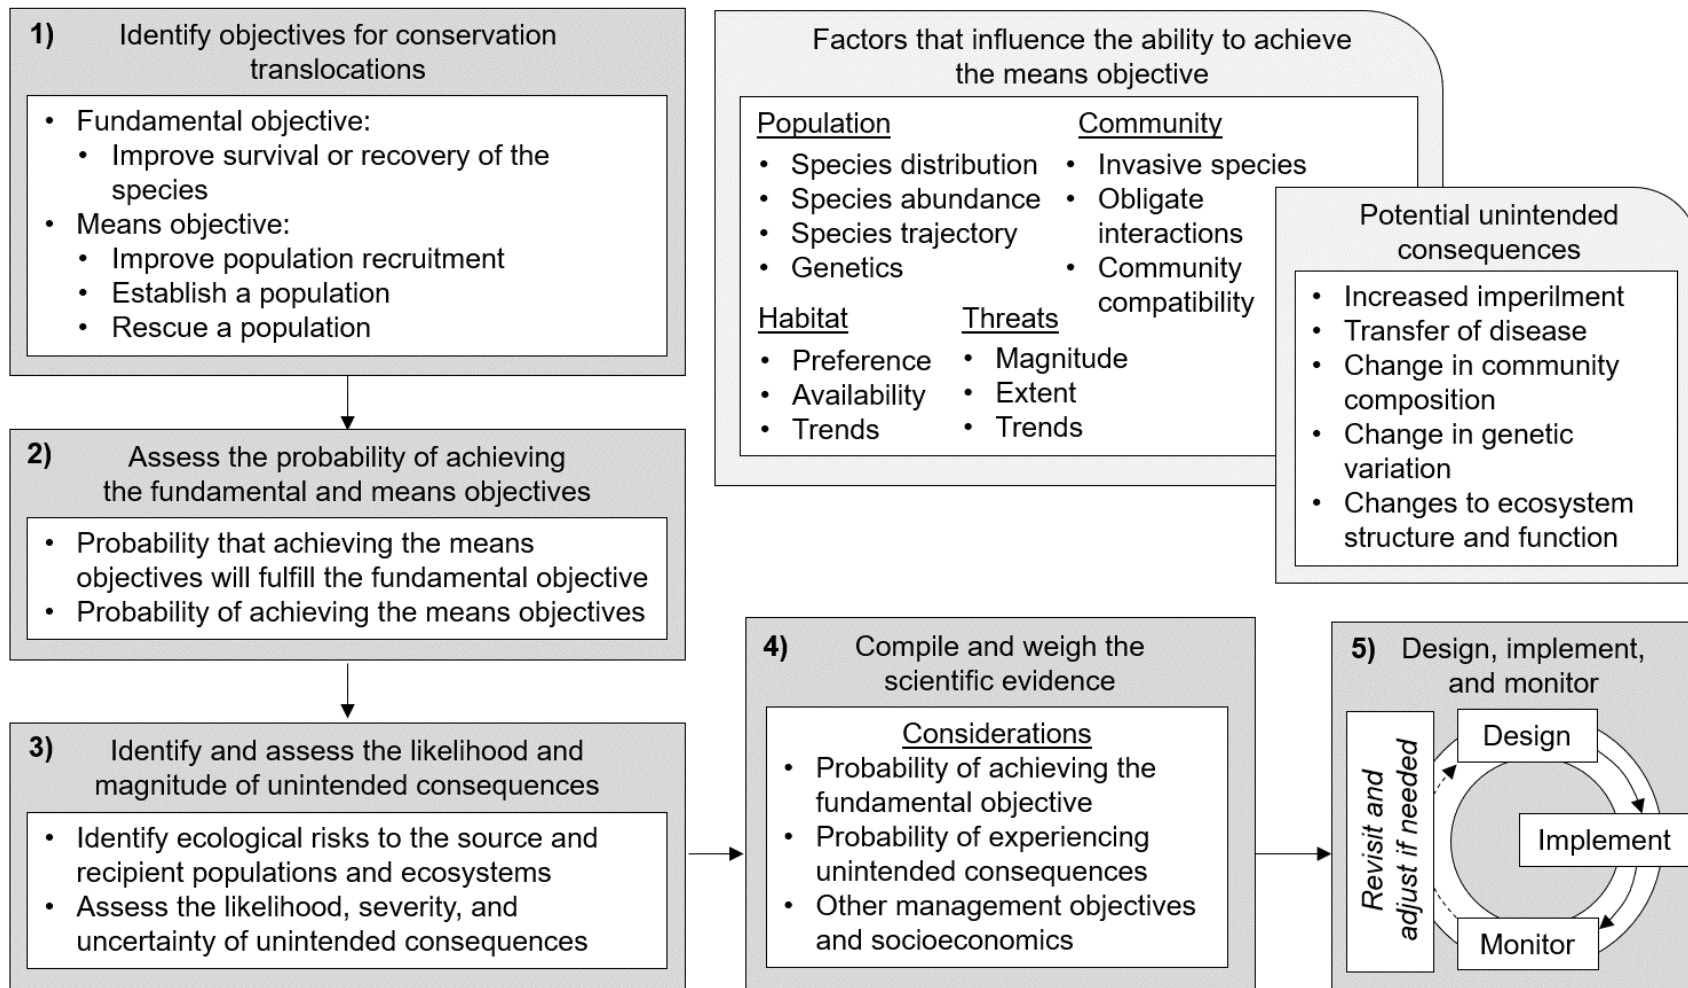 1) Identify objectives for conservation
translocations
• Fundamental objective:
• Improve survival or recovery of the
species
• Means objective:
• Improve population recruitment
• Establish a population
• Rescue a population
2) Assess the probability of achieving
the fundamental and means objectives
• Probability that achieving the means
objectives will fulfill the fundamental objective
• Probability of achieving the means objectives
3) Identify and assess the likelihood and
magnitude of unintended consequences
• Identify ecological risks to the source and
recipient populations and ecosystems
• Assess the likelihood, severity, and
uncertainty of unintended consequences
Factors that influence the ability to achieve
the means objective
Population
• Species distribution
• Species abundance
• Species trajectory
• Genetics
Community
• Invasive species
• Obligate
interactions
• Community
compatibility
Habitat
• Preference
• Availability
• Trends
Threats
• Magnitude
• Extent
• Trends
Potential unintended
consequences
• Increased imperilment
• Transfer of disease
• Change in community
composition
• Change in genetic
variation
• Changes to ecosystem
structure and function
4) Compile and weigh the
scientific evidence
Considerations
• Probability of achieving the
fundamental objective
• Probability of experiencing
unintended consequences
• Other management objectives
and socioeconomics
5) Design, implement,
and monitor
Design
Implement
Monitor
Revisit and
adjust if needed